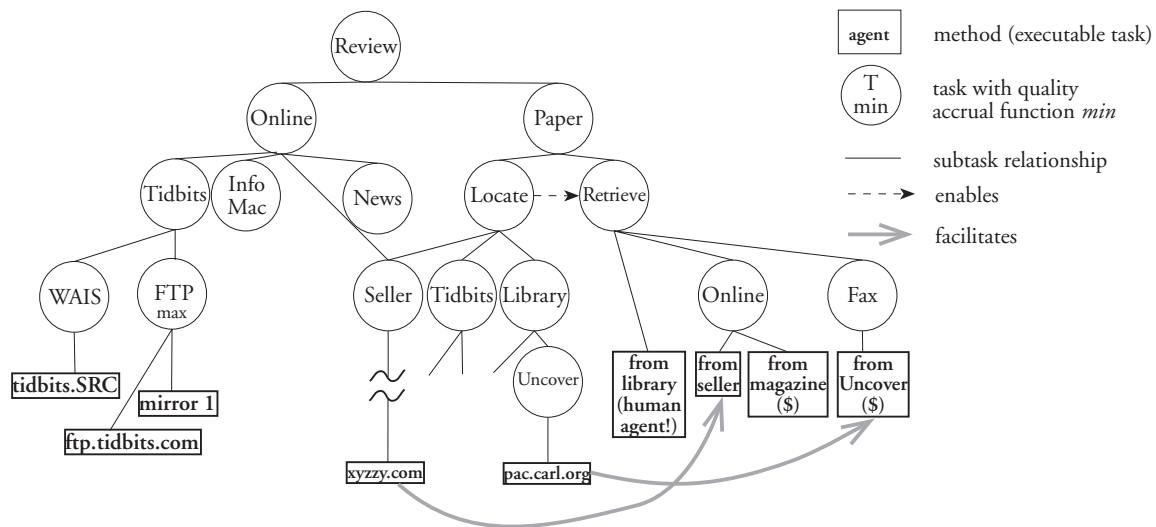 Review
agent
method (executable task)
T
min
task with quality
accrual function min
Online
Paper
subtask relationship
enables
facilitates
Tidbits
Info
Mac
News
Locate
Retrieve
WAIS
FTP
max
Seller
Tidbits
Library
Online
Fax
tidbits.SRC
mirror 1
ftp.tidbits.com
Uncover
from
library
(human
agent!)
from
seller
from
magazine
($)
from
Uncover
($)
xyzzy.com
pac.carl.org